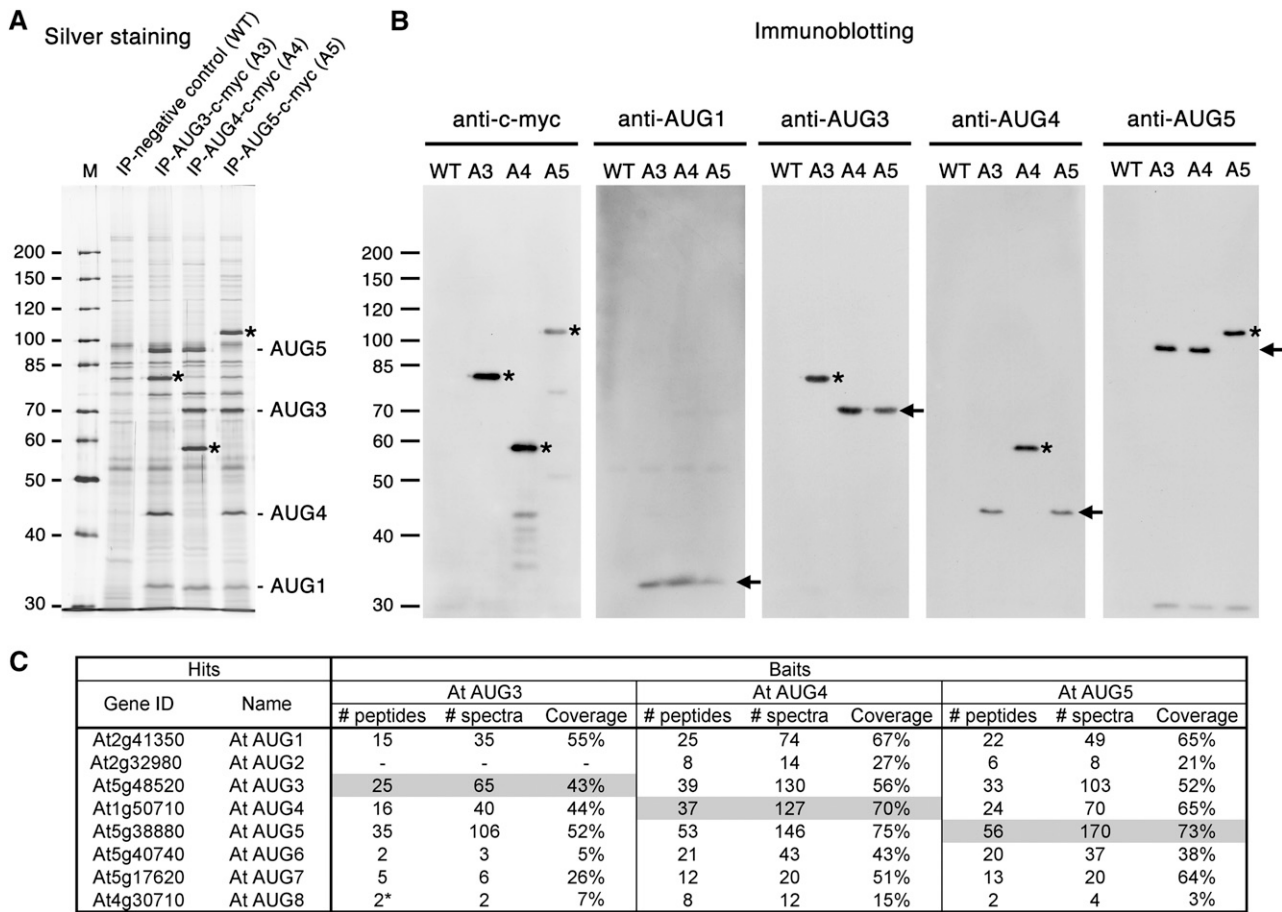 A
Silver staining
M
IP-negative control (WT)
IP-AUG3-c-myc (A3)
IP-AUG4-c-myc (A4)
IP-AUG5-c-myc (A5)
200
150
120
100
85
70
60
50
40
30
*
*
*
- AUG5
- AUG3
- AUG4
- AUG1
B
Immunoblotting
anti-c-myc anti-AUG1 anti-AUG3 anti-AUG4 anti-AUG5
WT A3 A4 A5 WT A3 A4 A5 WT A3 A4 A5 WT A3 A4 A5 WT A3 A4 A5
200
150
120
100
85
70
60
50
40
30
*
*
*
*
*
*
C
Hits Baits
Gene ID Name At AUG3 At AUG4 At AUG5
# peptides # spectra Coverage # peptides # spectra Coverage # peptides # spectra Coverage
At2g41350 At AUG1 15 35 55% 25 74 67% 22 49 65%
At2g32980 At AUG2 - - - 8 14 27% 6 8 21%
At5g48520 At AUG3 25 65 43% 39 130 56% 33 103 52%
At1g50710 At AUG4 16 40 44% 37 127 70% 24 70 65%
At5g38880 At AUG5 35 106 52% 53 146 75% 56 170 73%
At5g40740 At AUG6 2 3 5% 21 43 43% 20 37 38%
At5g17620 At AUG7 5 6 26% 12 20 51% 13 20 64%
At4g30710 At AUG8 2* 2 7% 8 12 15% 2 4 3%